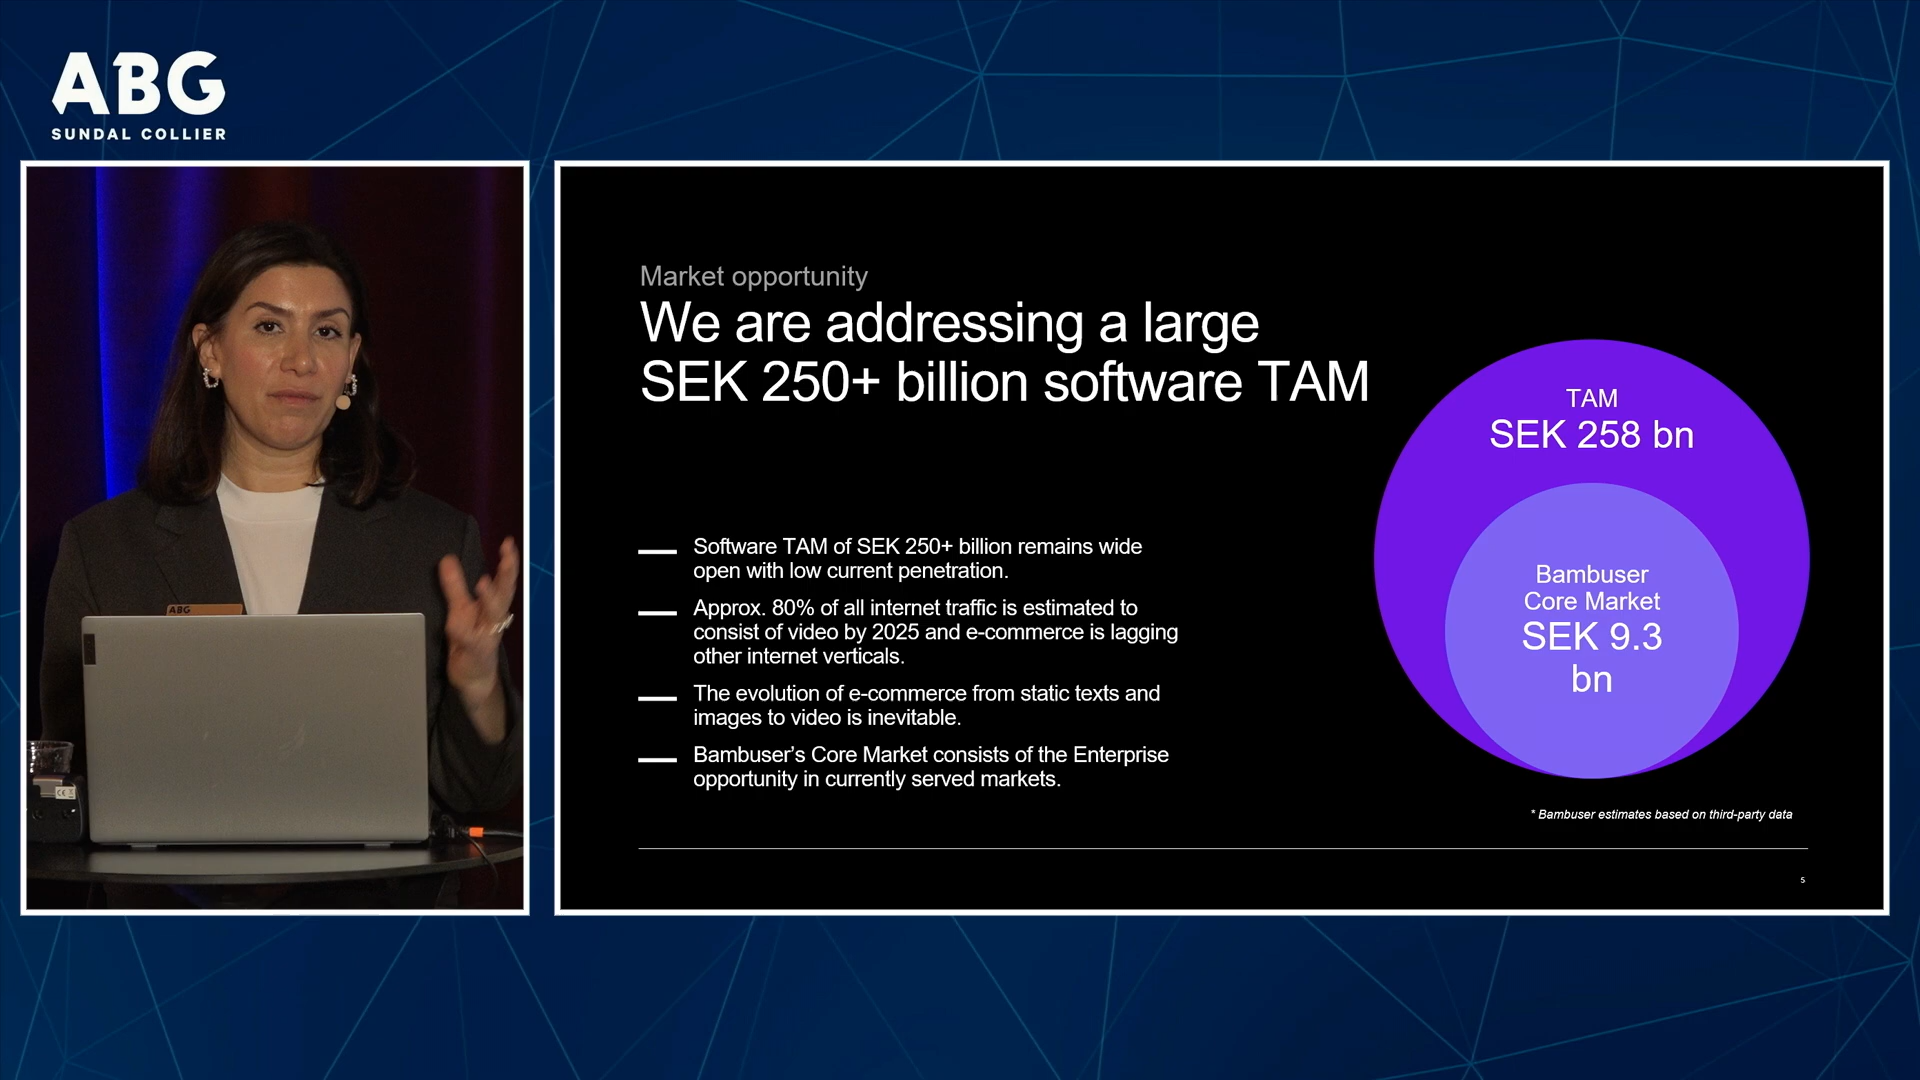 ABG
SUNDAL COLLIER
ABG
CE
Market opportunity
We are addressing a large
SEK 250+ billion software TAM
Software TAM of SEK 250+ billion remains wide
open with low current penetration.
Approx. 80% of all internet traffic is estimated to
consist of video by 2025 and e-commerce is lagging
other internet verticals.
The evolution of e-commerce from static texts and
images to video is inevitable.
Bambuser’s Core Market consists of the Enterprise
opportunity in currently served markets.
TAM
SEK 258 bn
Bambuser
Core Market
SEK 9.3
bn
* Bambuser estimates based on third-party data
5